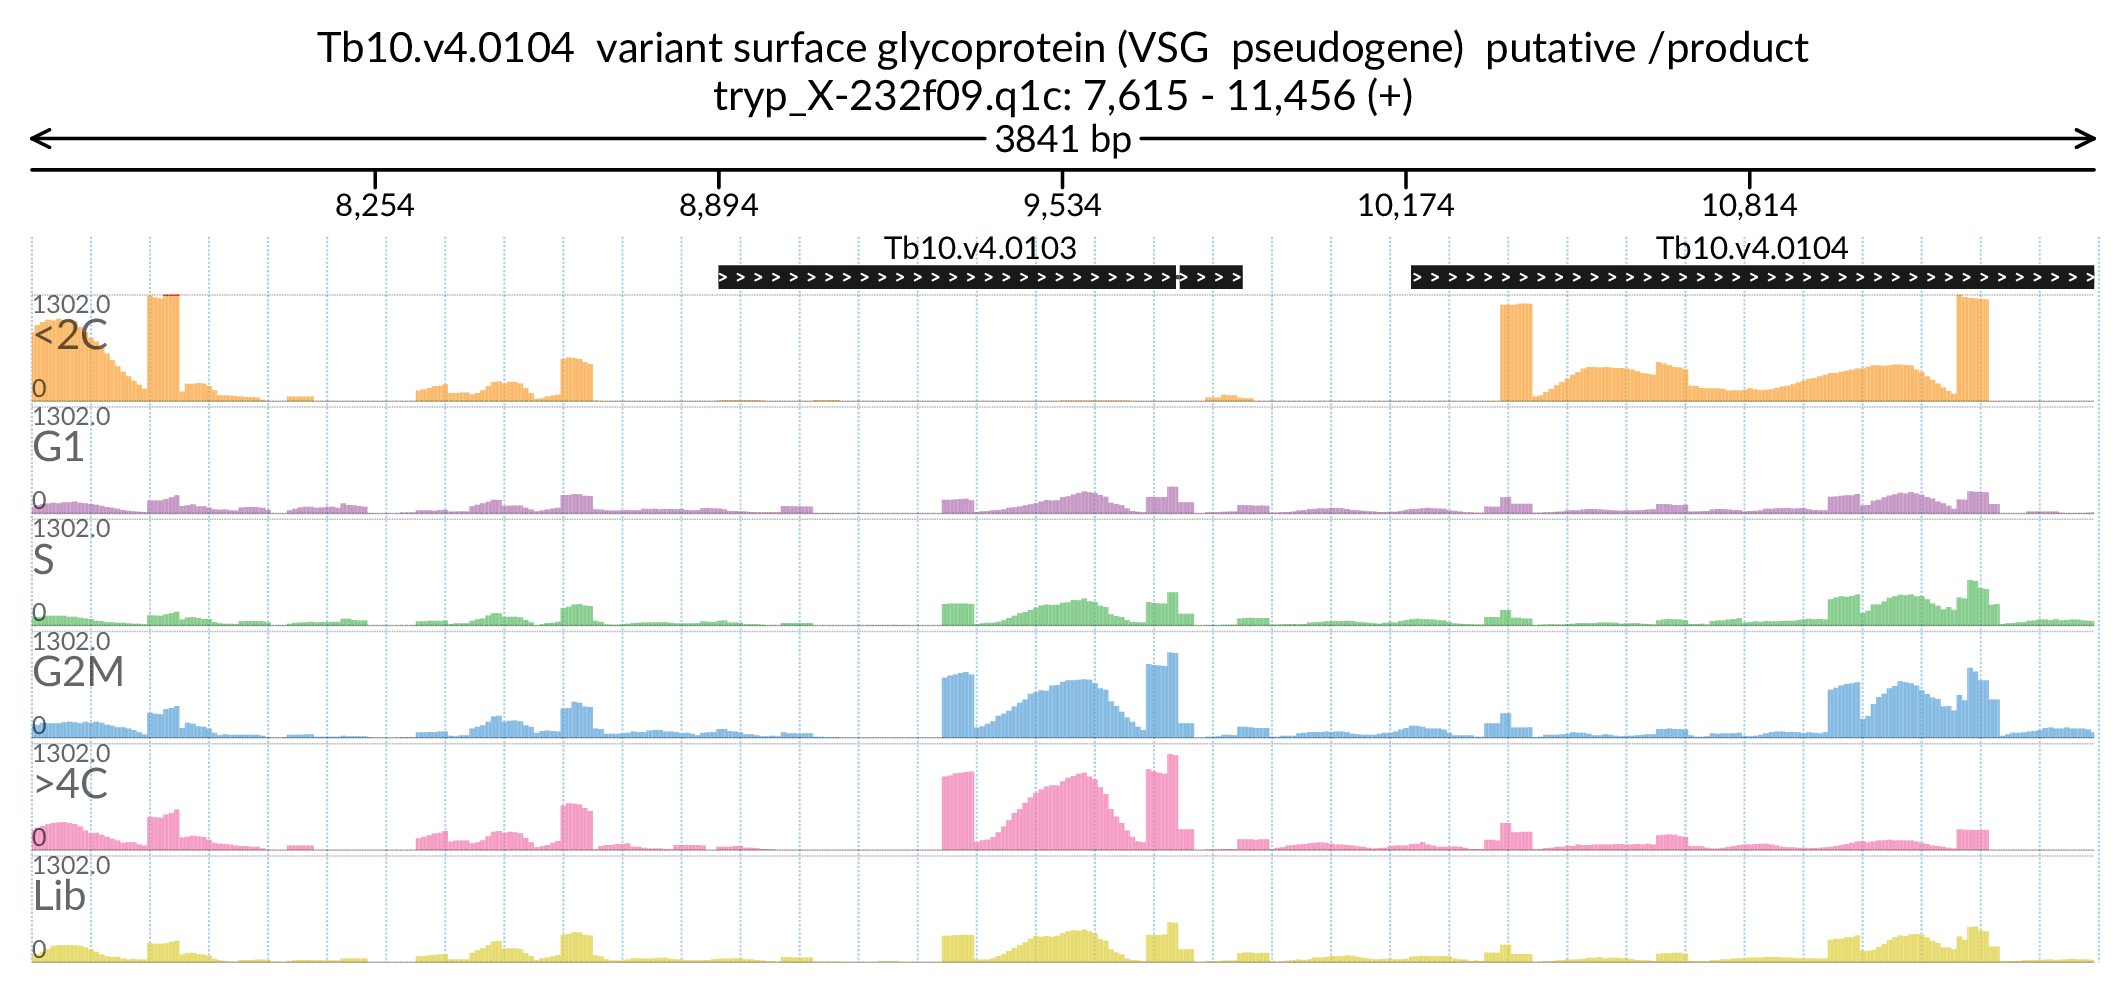 Tb10.v4.0104 variant surface glycoprotein (VSG pseudogene) putative /product
tryp_X-232f09.q1c: 7,615 - 11,456 (+)
3841 bp
8,254 8,894 9,534 10,174 10,814
Tb10.v4.0103 Tb10.v4.0104
1302.0
<2C
0
1302.0
G1
0
1302.0
S
0
1302.0
G2M
0
1302.0
>4C
0
1302.0
Lib
0